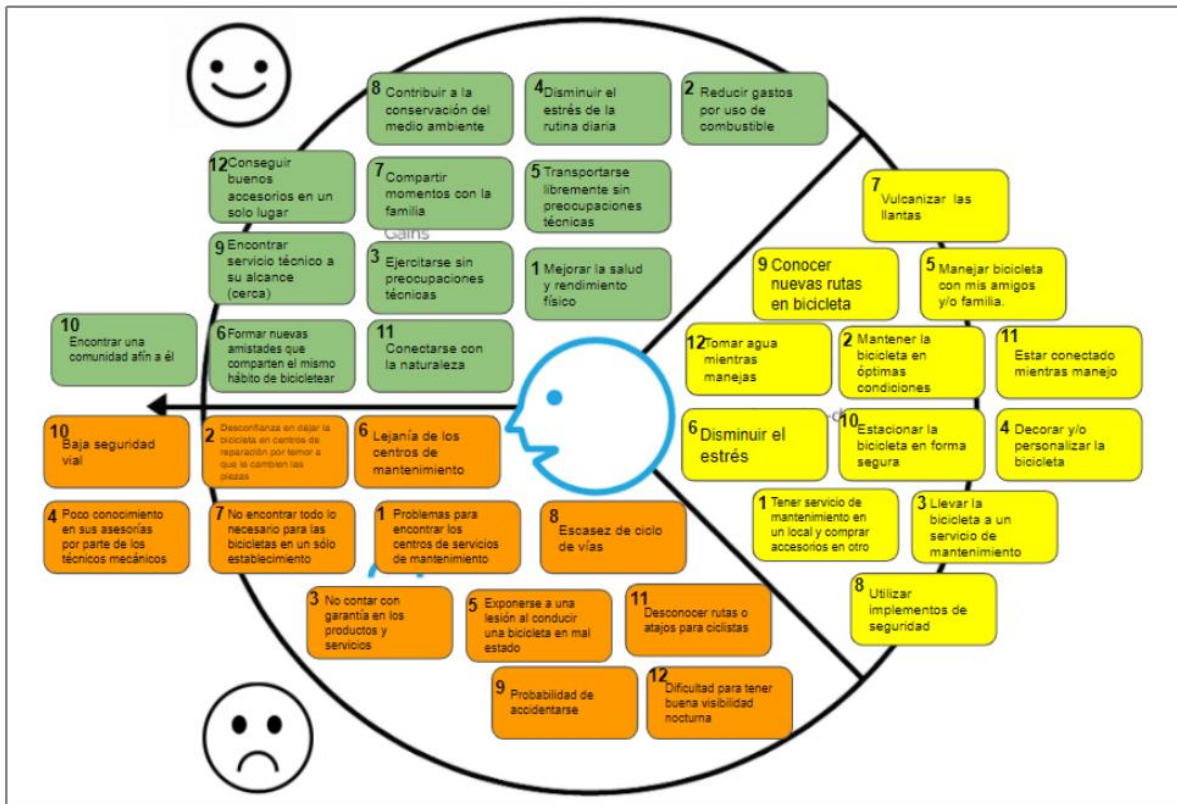 8 Contribuir a la
conservación del
medio ambiente
4 Disminuir el
estrés de la
rutina diaria
2 Reducir gastos
por uso de
combustible
12 Conseguir
buenos
accesorios en un
solo lugar
7 Compartir
momentos con la
familia
5 Transportarse
libremente sin
preocupaciones
técnicas
Gains
9 Encontrar
servicio técnico a
su alcance
(cerca)
3 Ejercitarse sin
preocupaciones
técnicas
1 Mejorar la salud
y rendimiento
físico
10 Encontrar una
comunidad afín a él
6 Formar nuevas
amistades que
comparten el mismo
hábito de bicicletear
11 Conectarse con
la naturaleza
7 Vulcanizar las
llantas
9 Conocer
nuevas rutas
en bicicleta
5 Manejar bicicleta
con mis amigos
y/o familia.
12 Tomar agua
mientras
manejas
2 Mantener la
bicicleta en
óptimas
condiciones
11 Estar conectado
mientras manejo
6 Disminuir el
estrés
10 Estacionar la
bicicleta en forma
segura
4 Decorar y/o
personalizar la
bicicleta
1 Tener servicio de
mantenimiento en
un local y comprar
accesorios en otro
3 Llevar la
bicicleta a un
servicio de
mantenimiento
8 Utilizar
implementos de
seguridad
10 Baja seguridad
vial
2 Desconfianza en dejar la
bicicleta en centros de
reparación por temor a
que le cambien las
piezas
6 Lejanía de los
centros de
mantenimiento
4 Poco conocimiento
en sus asesorías
por parte de los
técnicos mecánicos
7 No encontrar todo lo
necesario para las
bicicletas en un sólo
establecimiento
1 Problemas para
encontrar los
centros de servicios
de mantenimiento
8 Escasez de ciclo
de vías
3 No contar con
garantía en los
productos y
servicios
5 Exponerse a una
lesión al conducir
una bicicleta en mal
estado
11 Desconocer rutas o
atajos para ciclistas
9 Probabilidad de
accidentarse
12 Dificultad para tener
buena visibilidad
nocturna